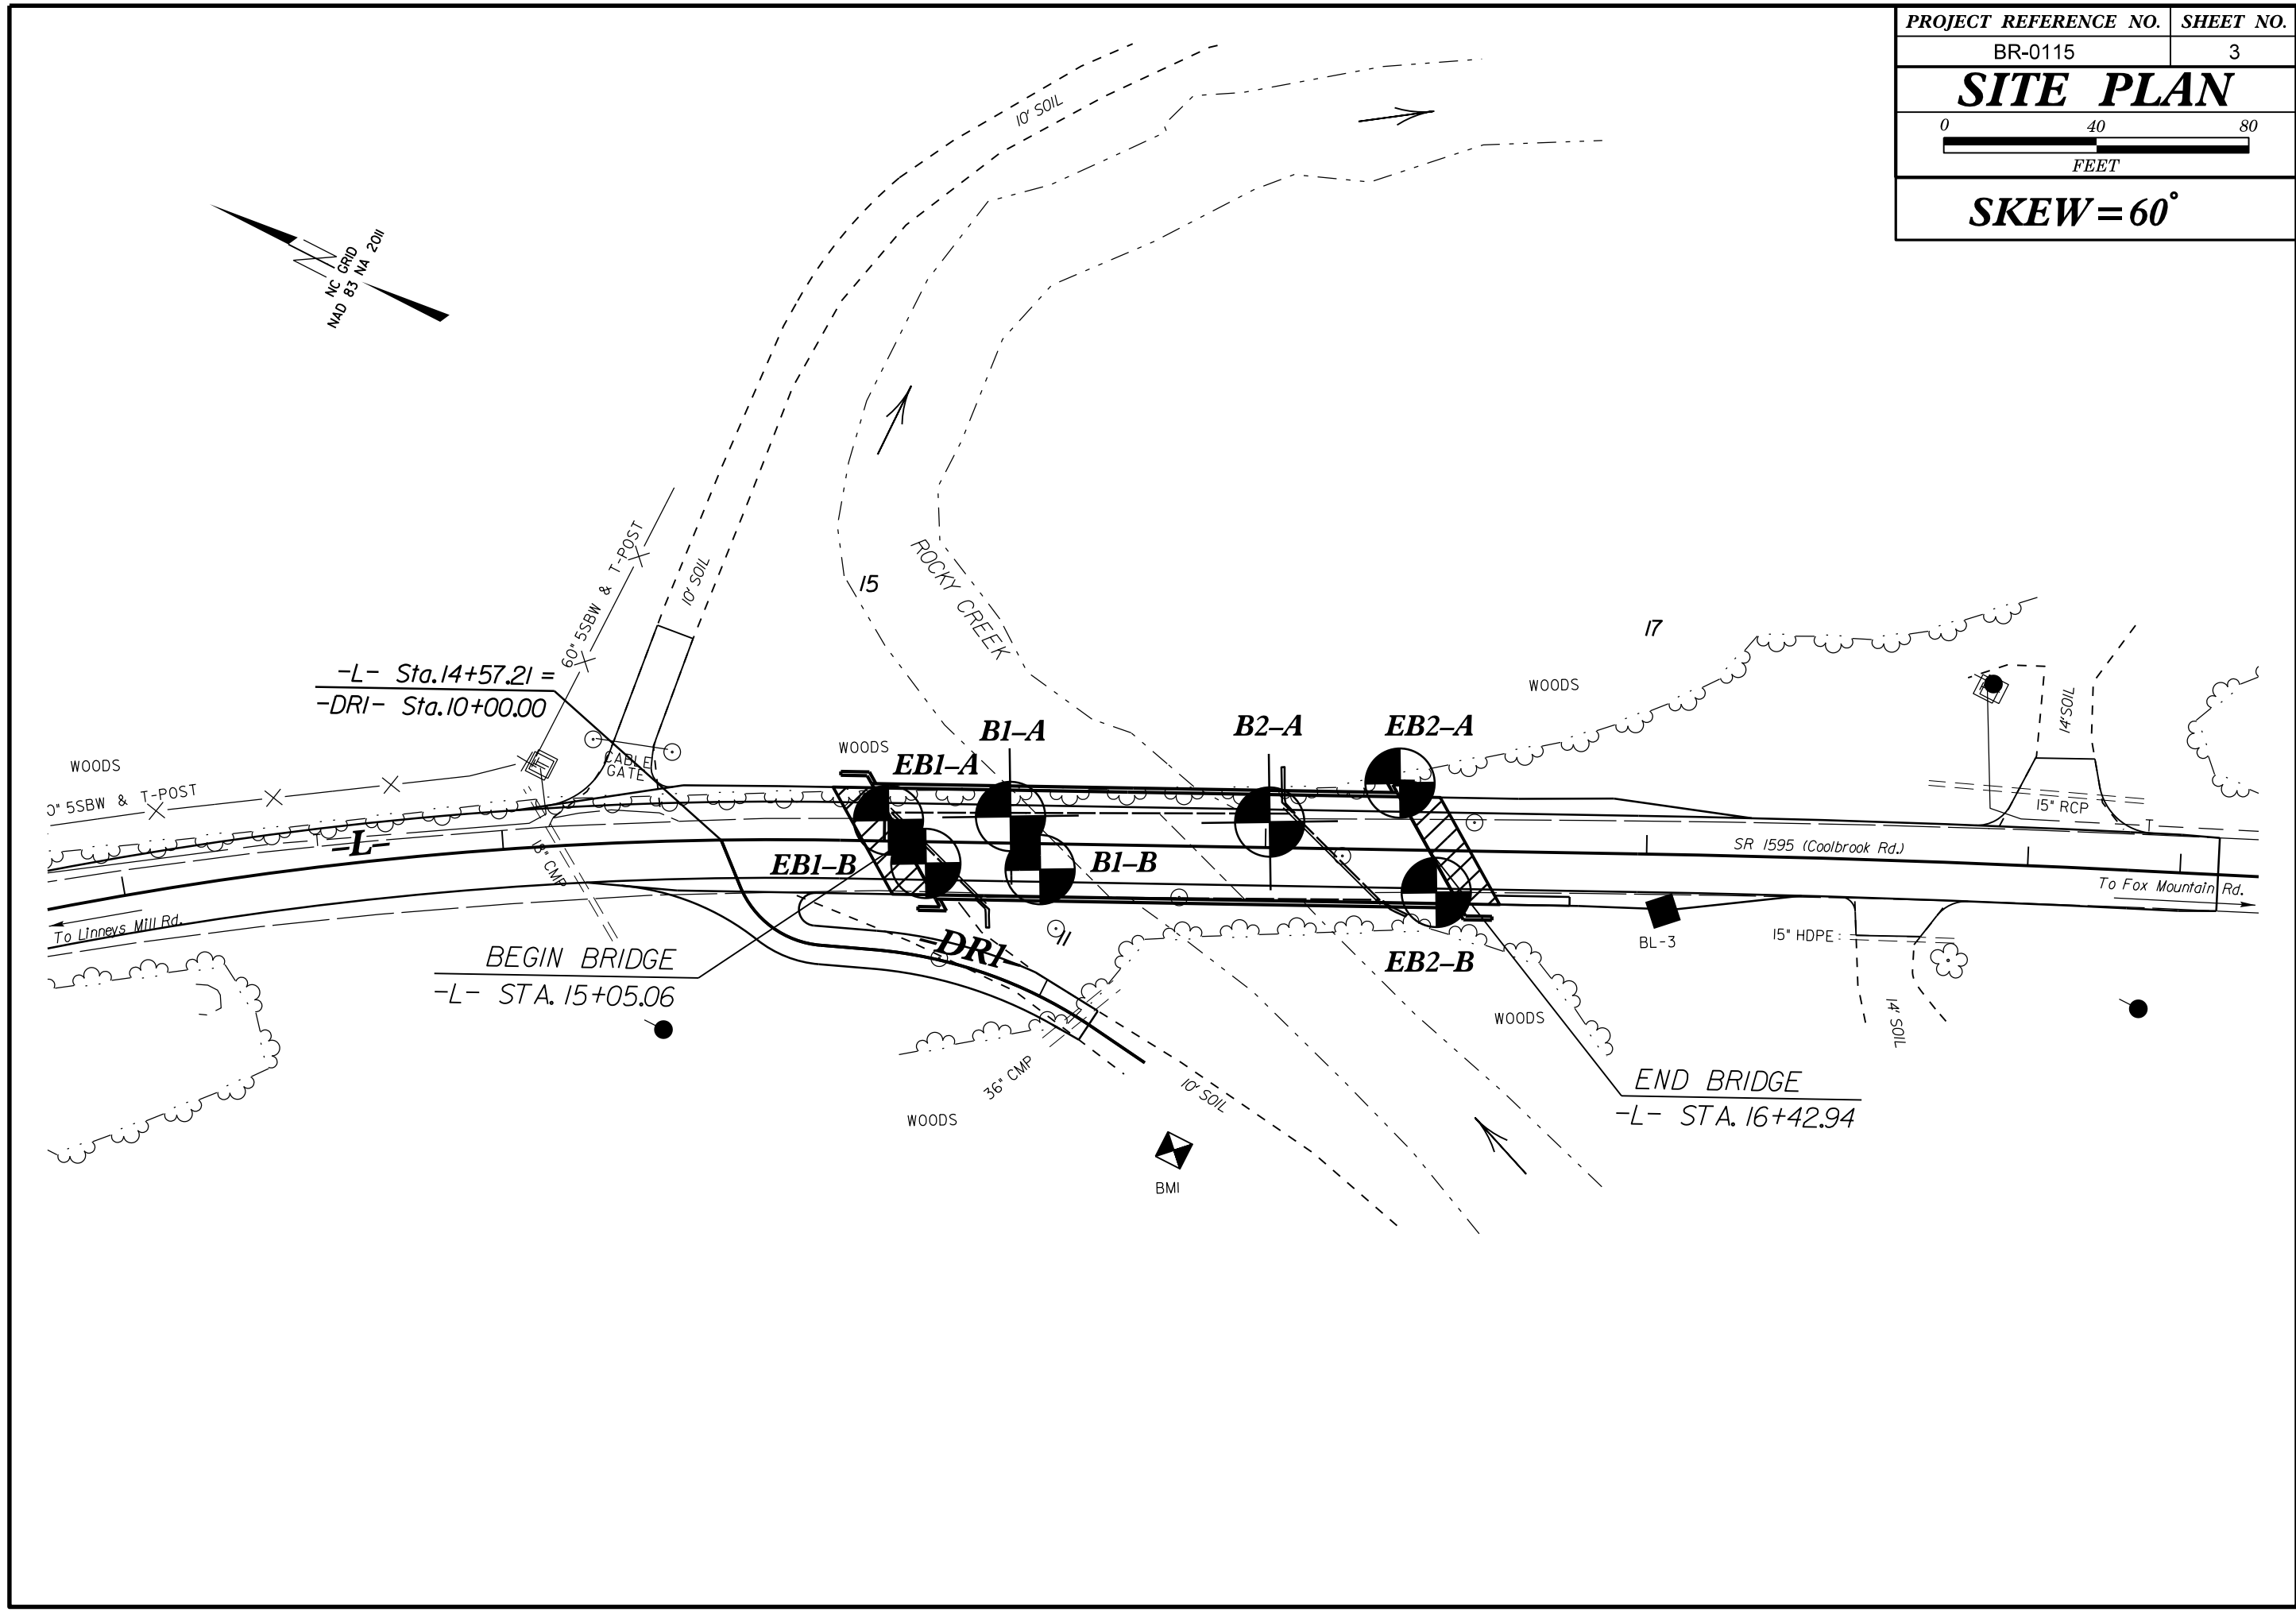 PROJECT REFERENCE NO. SHEET NO.
BR-0115 3
SITE PLAN
0 40 80
FEET
SKEW = 60°
10' SOIL
NC GRID
NAD 83 NA 2011
60" 5SBW & T-POST
10' SOIL
15
ROCKY CREEK
17
-L- Sta. 14+57.21 =
-DR1- Sta. 10+00.00
WOODS
WOODS
WOODS
14' SOIL
B1-A
B2-A
EB2-A
EB1-A
CABLE
GATE
0" 5SBW & T-POST
15" RCP
T
T
-L-
SR 1595 (Coolbrook Rd.)
EB1-B
B1-B
15" CMP
To Fox Mountain Rd.
To Linneys Mill Rd.
BL-3
15" HDPE
11
-DR1-
BEGIN BRIDGE
-L- STA. 15+05.06
EB2-B
WOODS
14' SOIL
36" CMP
10' SOIL
END BRIDGE
-L- STA. 16+42.94
WOODS
BM1